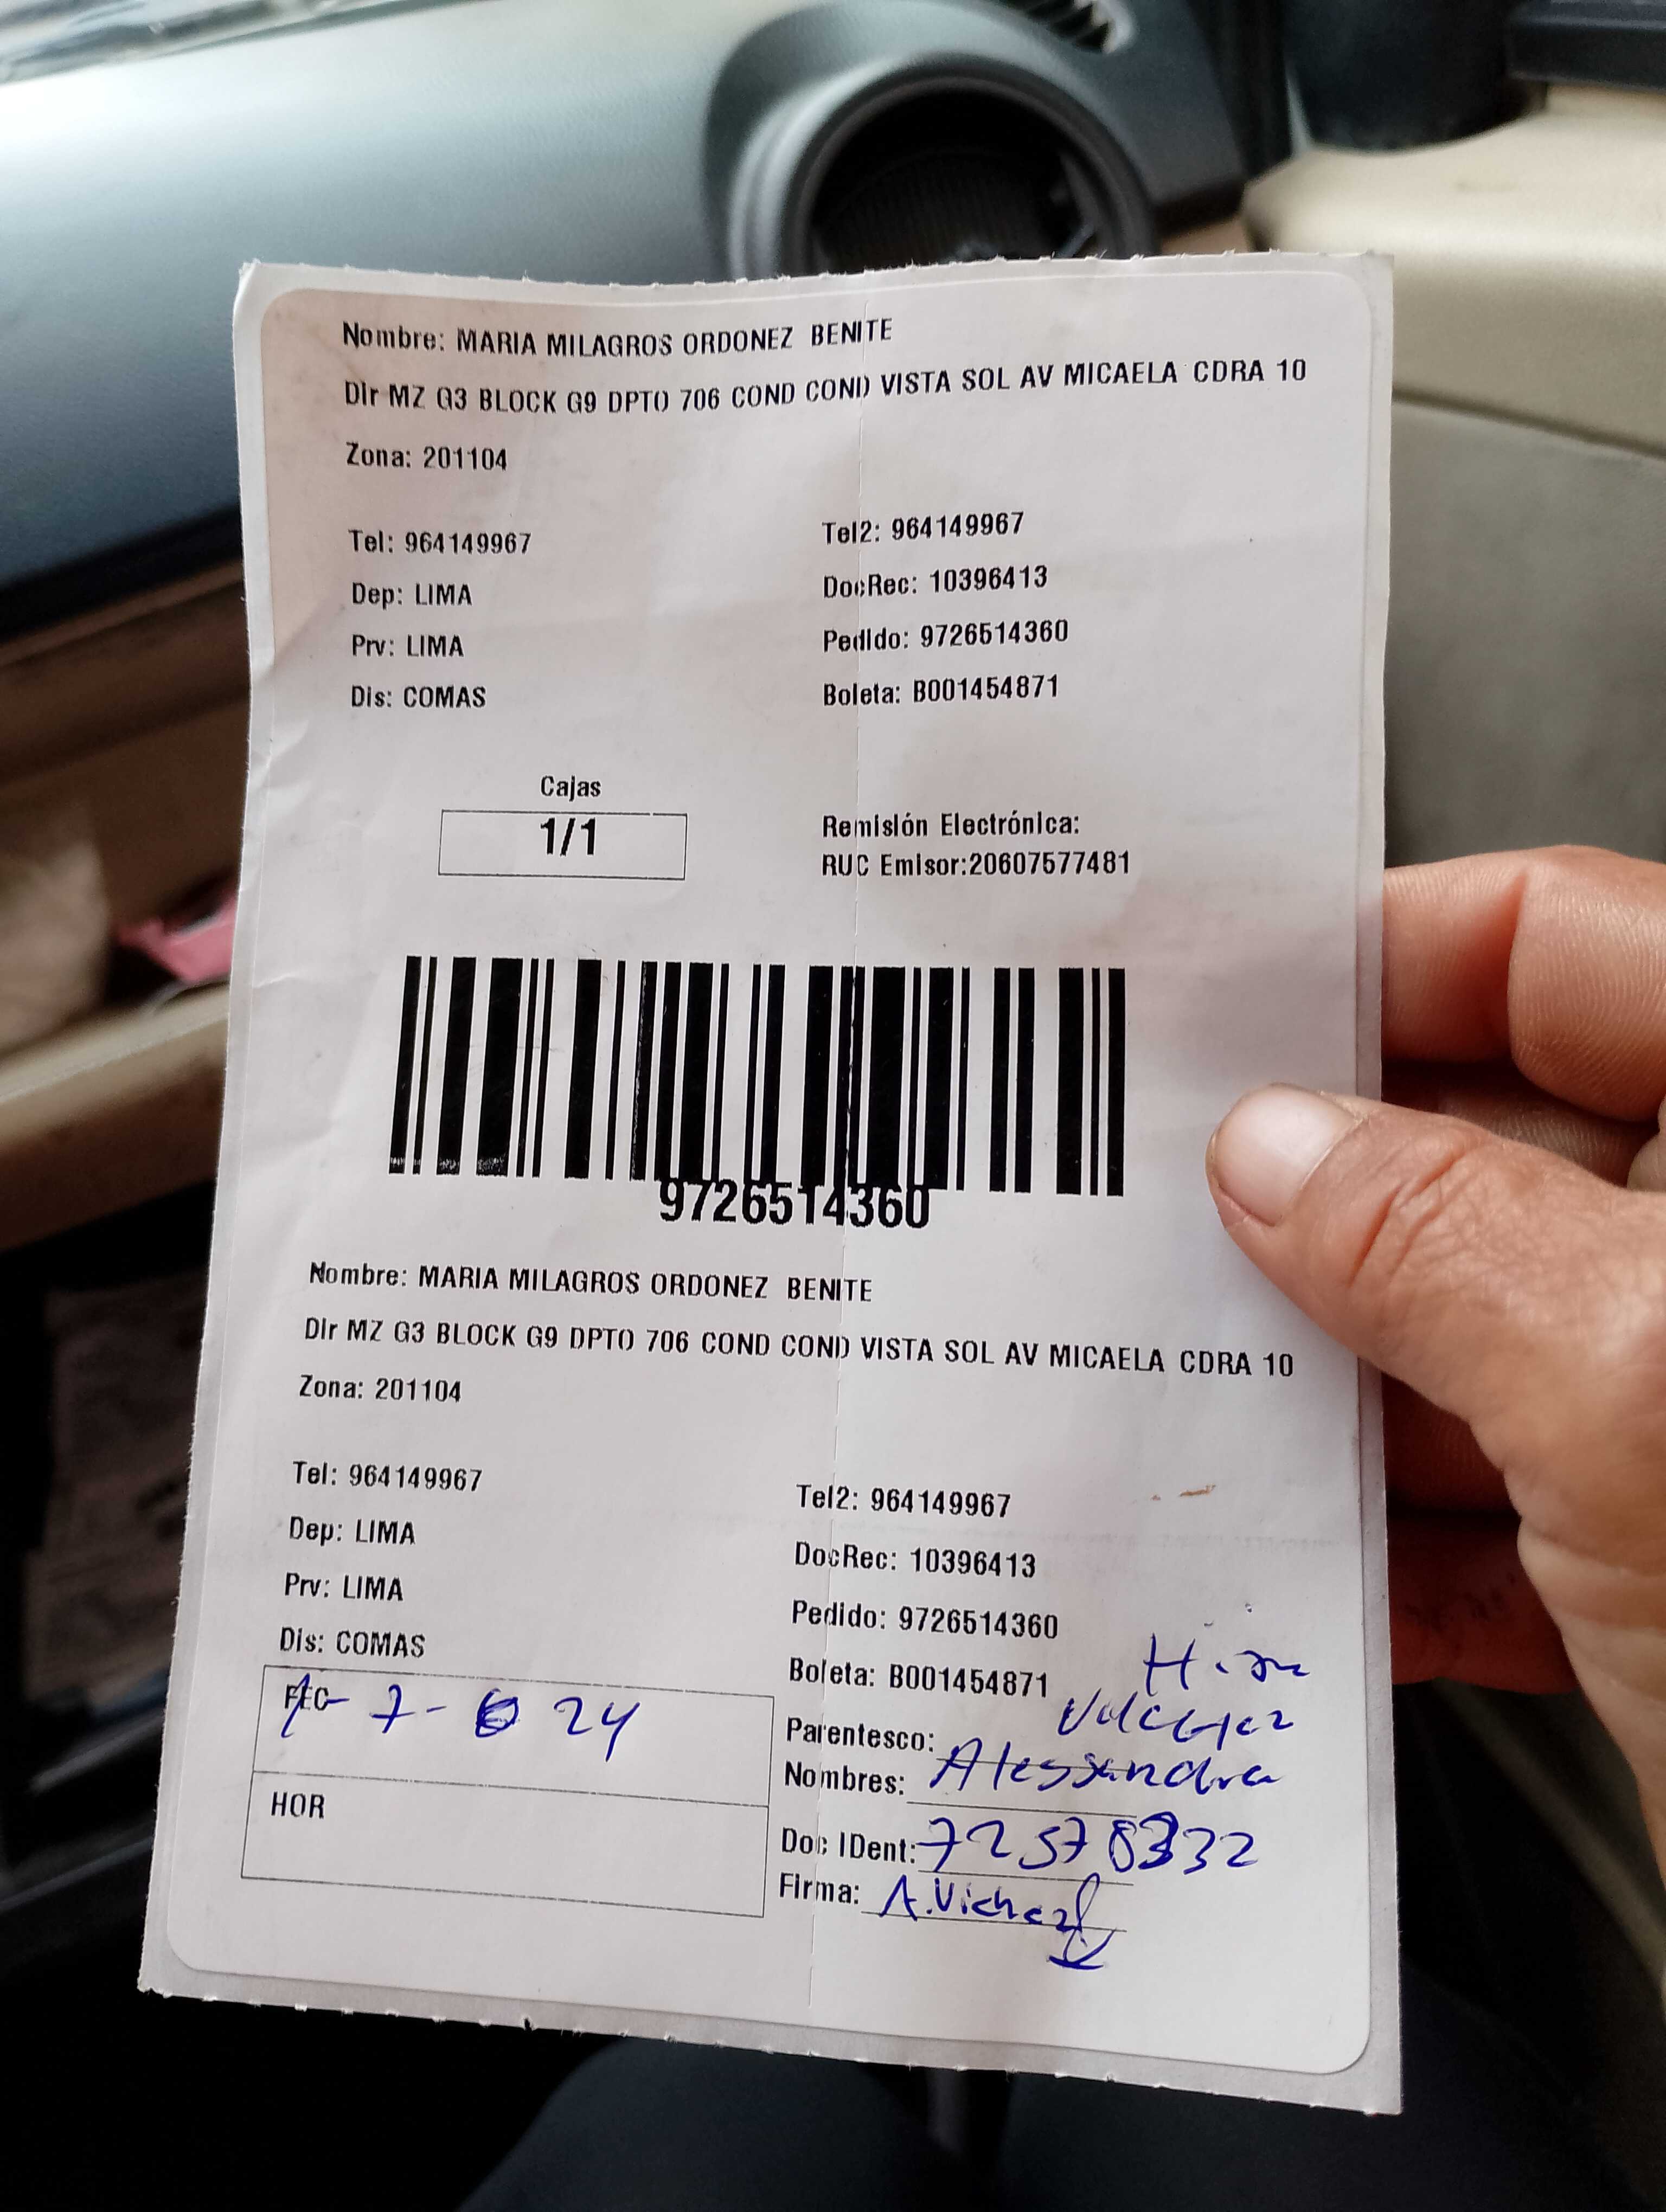 Nombre: MARIA MILAGROS ORDONEZ BENITE
Dir MZ G3 BLOCK G9 DPTO 706 COND COND VISTA SOL AV MICAELA CDRA 10
Zona: 201104
Tel: 964149967 Tel2: 964149967
Dep: LIMA DocRec: 10396413
Prv: LIMA Pedido: 9726514360
Dis: COMAS Boleta: B001454871
Cajas
1/1
Remisión Electrónica:
RUC Emisor:20607577481
9726514360
Nombre: MARIA MILAGROS ORDONEZ BENITE
Dir MZ G3 BLOCK G9 DPTO 706 COND COND VISTA SOL AV MICAELA CDRA 10
Zona: 201104
Tel: 964149967 Tel2: 964149967
Dep: LIMA DocRec: 10396413
Prv: LIMA Pedido: 9726514360
Dis: COMAS Boleta: B001454871
FEC 7- 24
HOR
Parentesco:
Nombres: Alessandra
Doc IDent:
Firma: